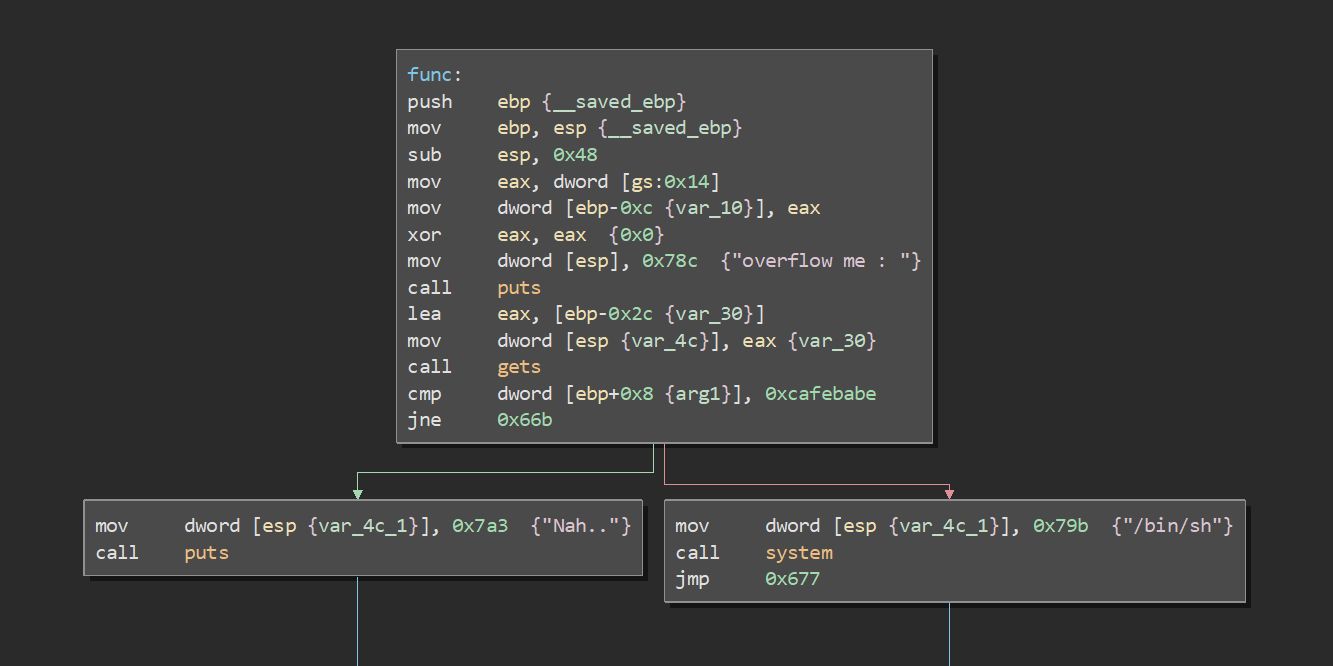 func:
push ebp {__saved_ebp}
mov ebp, esp {__saved_ebp}
sub esp, 0x48
mov eax, dword [gs:0x14]
mov dword [ebp-0xc {var_10}], eax
xor eax, eax {0x0}
mov dword [esp], 0x78c {"overflow me : "}
call puts
lea eax, [ebp-0x2c {var_30}]
mov dword [esp {var_4c}], eax {var_30}
call gets
cmp dword [ebp+0x8 {arg1}], 0xcafebabe
jne 0x66b
mov dword [esp {var_4c_1}], 0x7a3 {"Nah.."}
call puts
mov dword [esp {var_4c_1}], 0x79b {"/bin/sh"}
call system
jmp 0x677